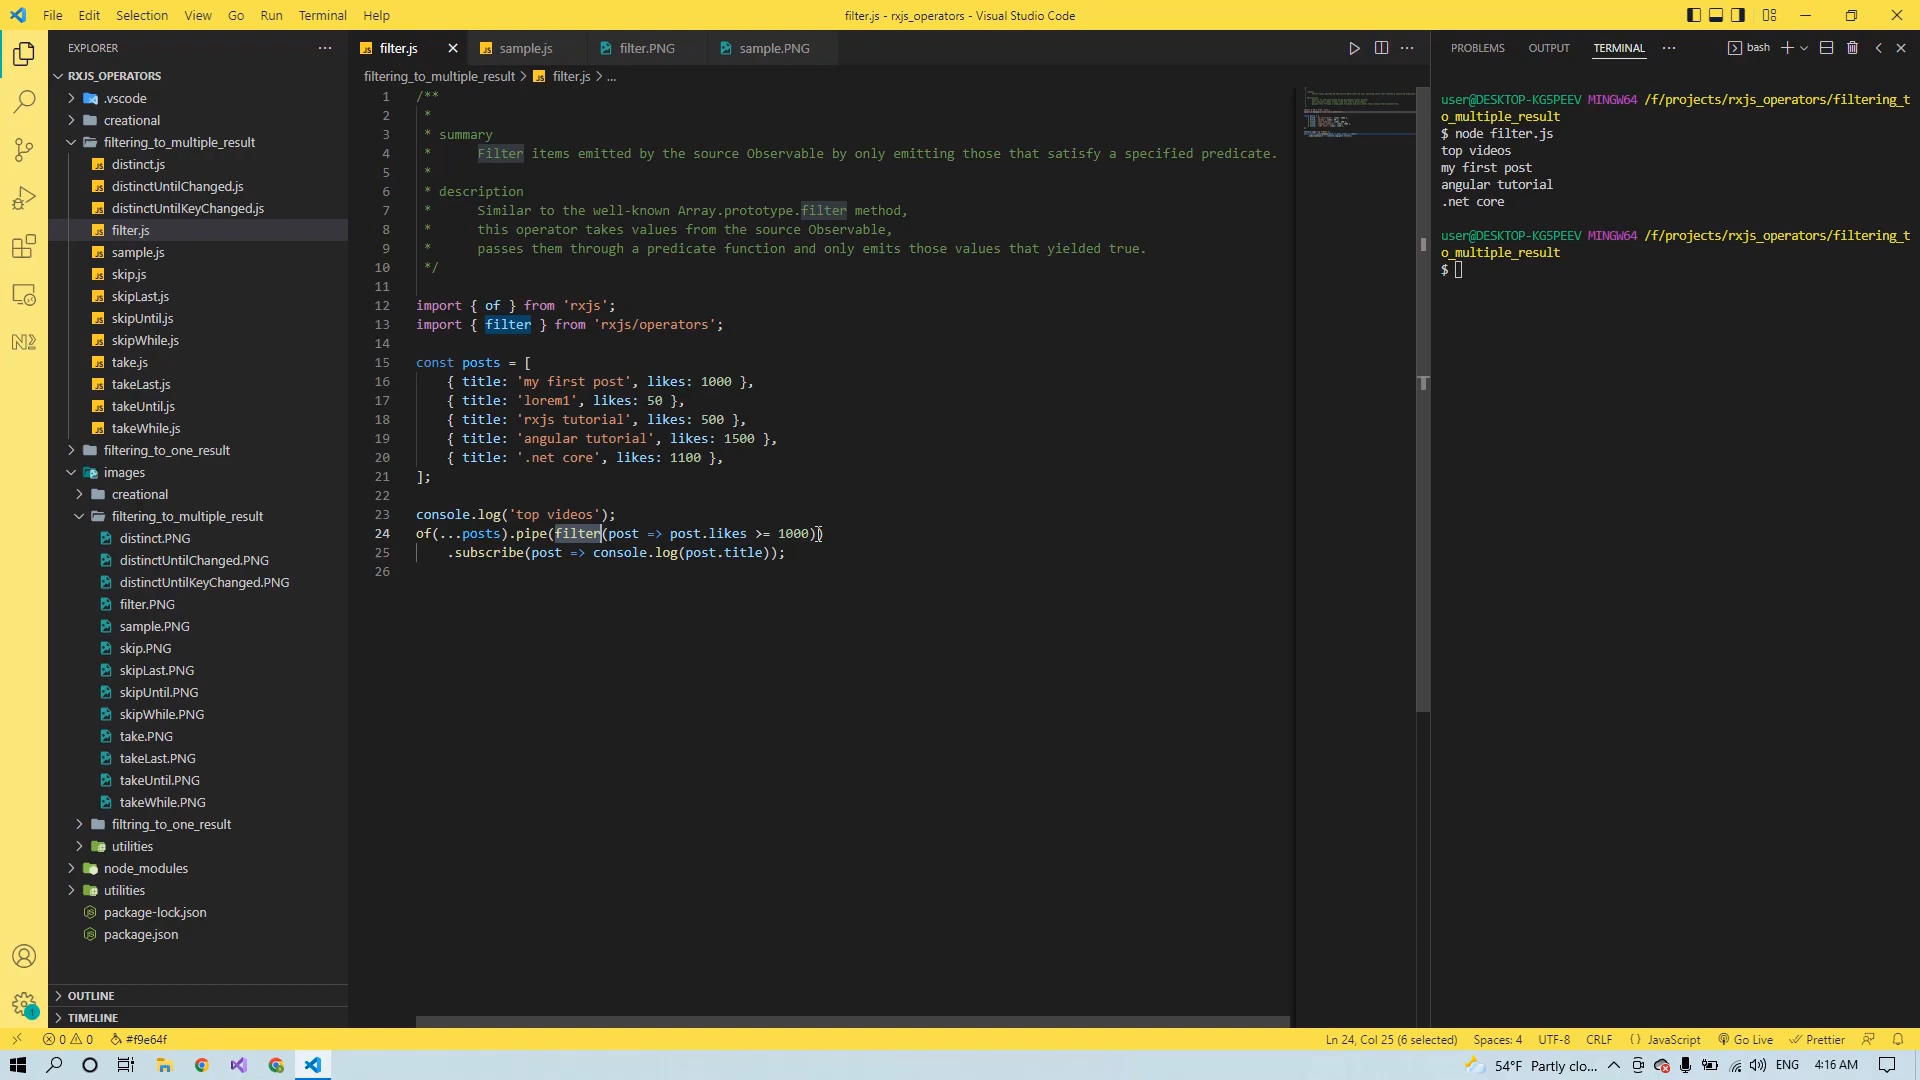 File Edit Selection View Go Run Terminal Help
filter.js - rxjs_operators - Visual Studio Code
EXPLORER
RXJS_OPERATORS
.vscode
creational
filtering_to_multiple_result
distinct.js
distinctUntilChanged.js
distinctUntilKeyChanged.js
filter.js
sample.js
skip.js
skipLast.js
skipUntil.js
skipWhile.js
take.js
takeLast.js
takeUntil.js
takeWhile.js
filtering_to_one_result
images
creational
filtering_to_multiple_result
distinct.PNG
distinctUntilChanged.PNG
distinctUntilKeyChanged.PNG
filter.PNG
sample.PNG
skip.PNG
skipLast.PNG
skipUntil.PNG
skipWhile.PNG
take.PNG
takeLast.PNG
takeUntil.PNG
takeWhile.PNG
filtring_to_one_result
utilities
node_modules
utilities
package-lock.json
package.json
OUTLINE
TIMELINE
filter.js sample.js filter.PNG sample.PNG
filtering_to_multiple_result > filter.js > ...
1 /**
2 *
3 * summary
4 * Filter items emitted by the source Observable by only emitting those that satisfy a specified predicate.
5 *
6 * description
7 * Similar to the well-known Array.prototype.filter method,
8 * this operator takes values from the source Observable,
9 * passes them through a predicate function and only emits those values that yielded true.
10 */
11
12 import { of } from 'rxjs';
13 import { filter } from 'rxjs/operators';
14
15 const posts = [
16 { title: 'my first post', likes: 1000 },
17 { title: 'lorem1', likes: 50 },
18 { title: 'rxjs tutorial', likes: 500 },
19 { title: 'angular tutorial', likes: 1500 },
20 { title: '.net core', likes: 1100 },
21 ];
22
23 console.log('top videos');
24 of(...posts).pipe(filter(post => post.likes >= 1000))
25 .subscribe(post => console.log(post.title));
26
PROBLEMS OUTPUT TERMINAL ··· bash
user@DESKTOP-KG5PEEV MINGW64 /f/projects/rxjs_operators/filtering_t
o_multiple_result
$ node filter.js
top videos
my first post
angular tutorial
.net core
user@DESKTOP-KG5PEEV MINGW64 /f/projects/rxjs_operators/filtering_t
o_multiple_result
$
0 0 #f9e64f
Ln 24, Col 25 (6 selected) Spaces: 4 UTF-8 CRLF {} JavaScript Go Live Prettier
54°F Partly clo... ENG 4:16 AM